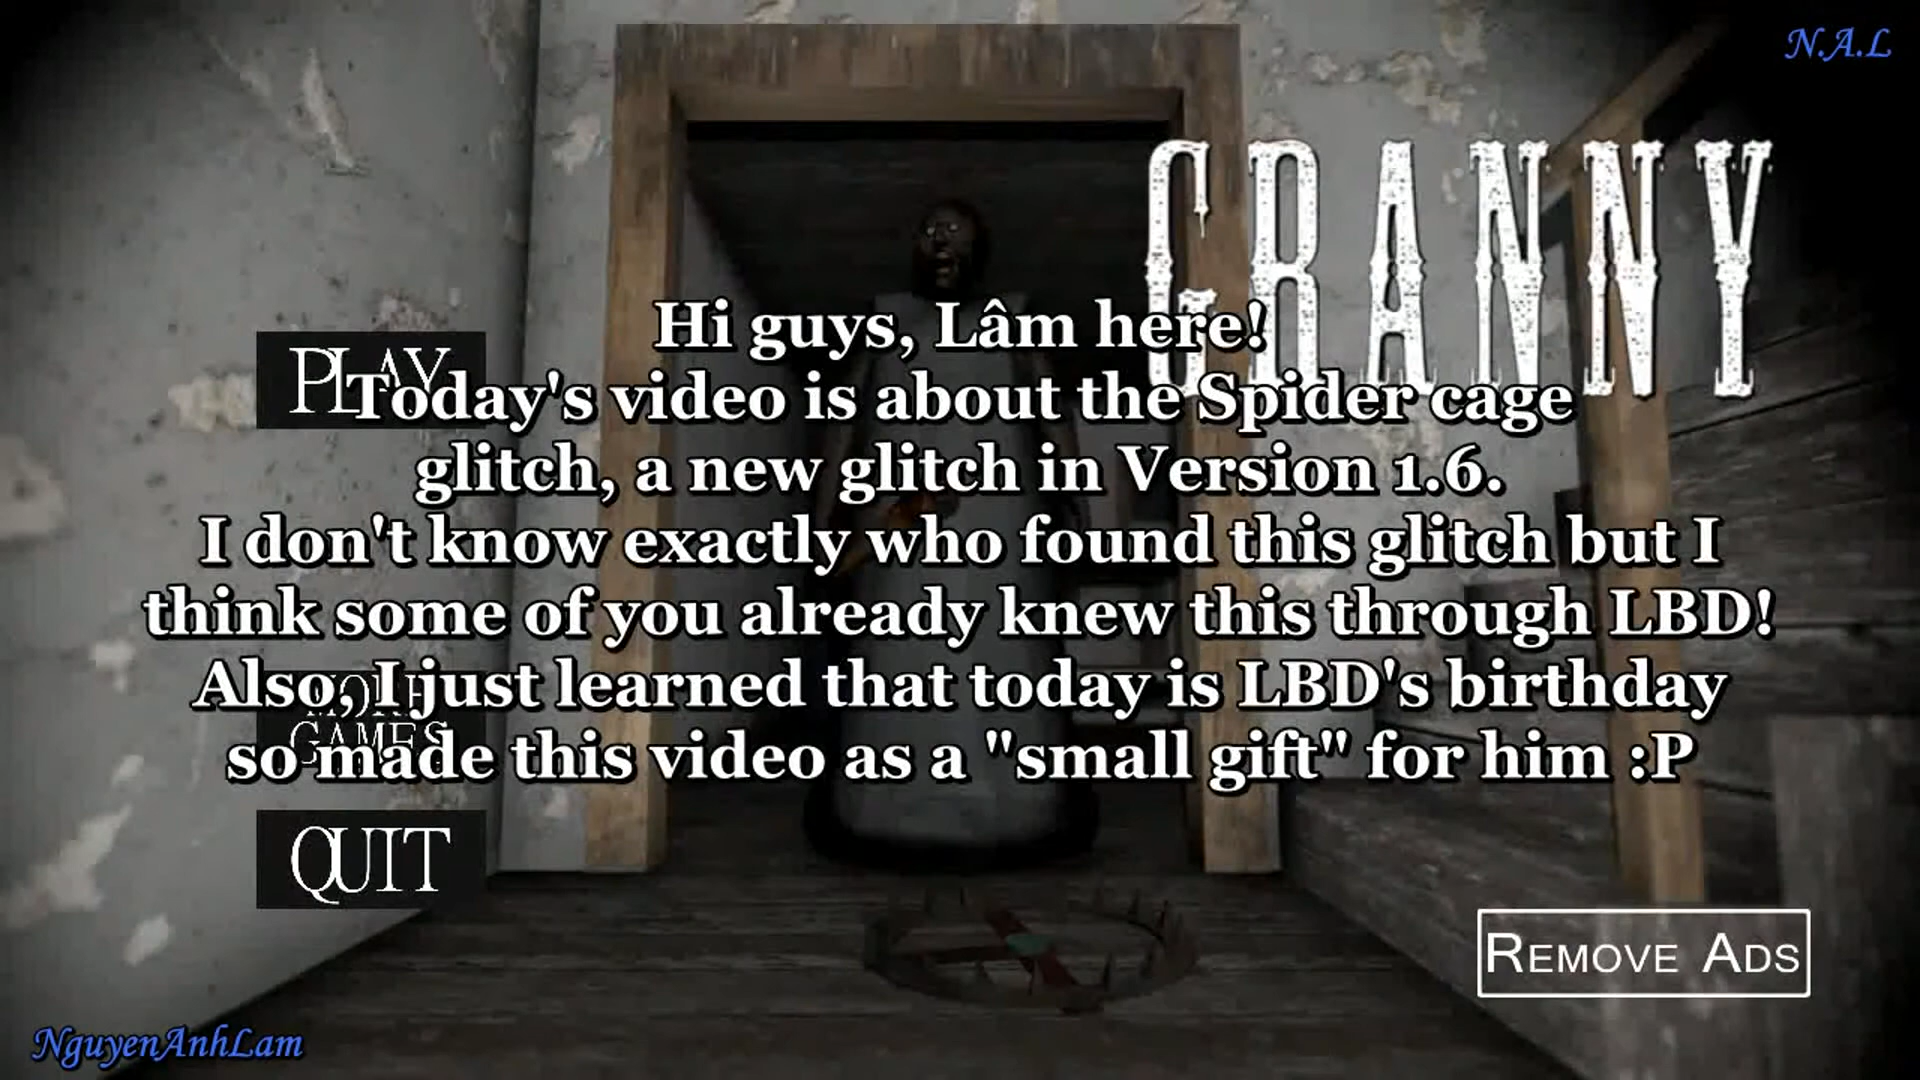 N.A.L
GRANNY
Hi guys, Lâm here!
PLAY
Today's video is about the Spider cage
glitch, a new glitch in Version 1.6.
I don't know exactly who found this glitch but I
think some of you already knew this through LBD!
Also, I just learned that today is LBD's birthday
MORE
GAMES
so made this video as a "small gift" for him :P
QUIT
REMOVE ADS
NguyenAnhLam